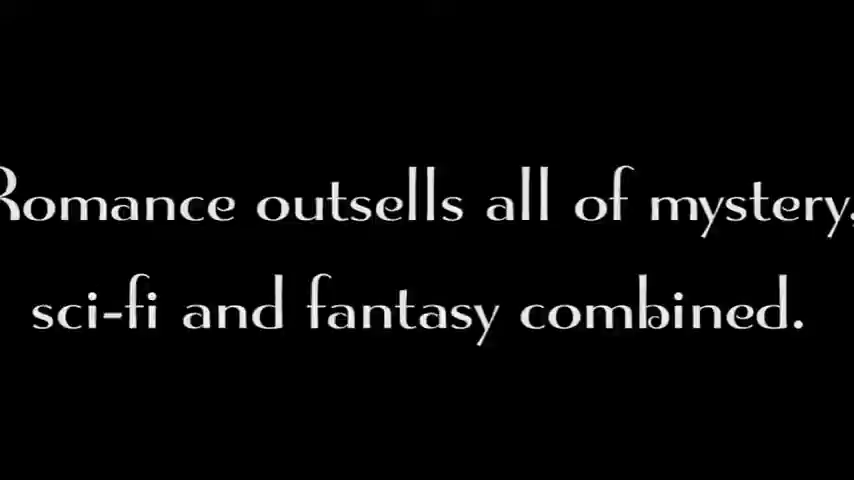 Romance outsells all of mystery,
sci-fi and fantasy combined.